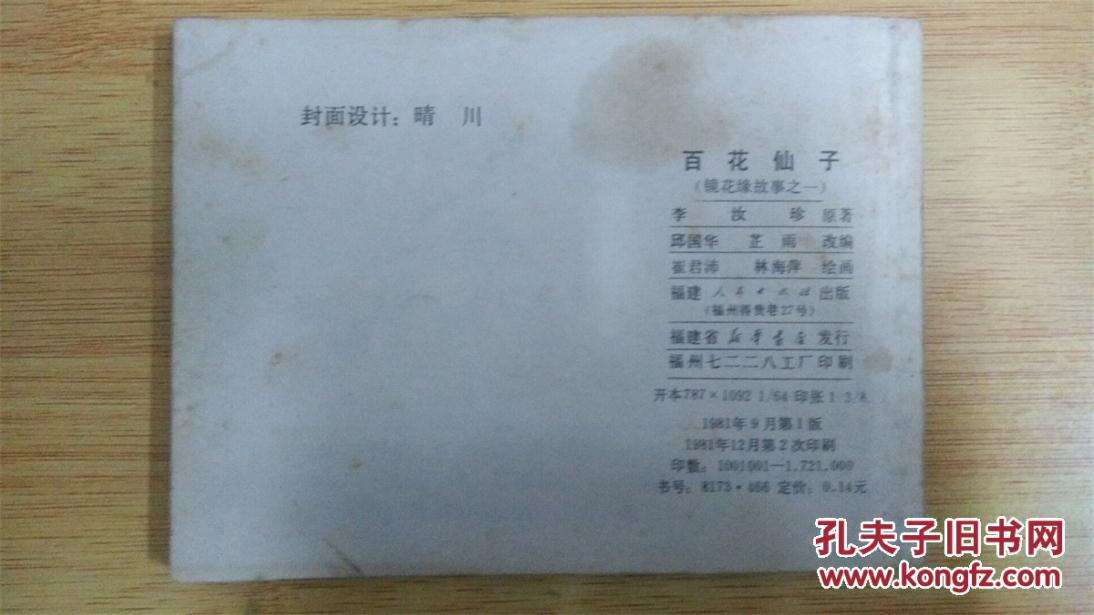 封面设计：晴 川
百花仙子
（镜花缘故事之一）
李 汝 珍 原著
邱国华 芷 雨 改编
崔君沛 林海萍 绘画
福建人民出版社出版
（福州得贵巷27号）
福建省新华书店 发行
福州七二二八工厂印刷
开本787×1092 1/64 印张1 3/8
1981年9月第1版
1981年12月第2次印刷
印数：1001001—1,721,000
书号：8173·466 定价：0.14元
孔夫子旧书网
www.kongfz.com